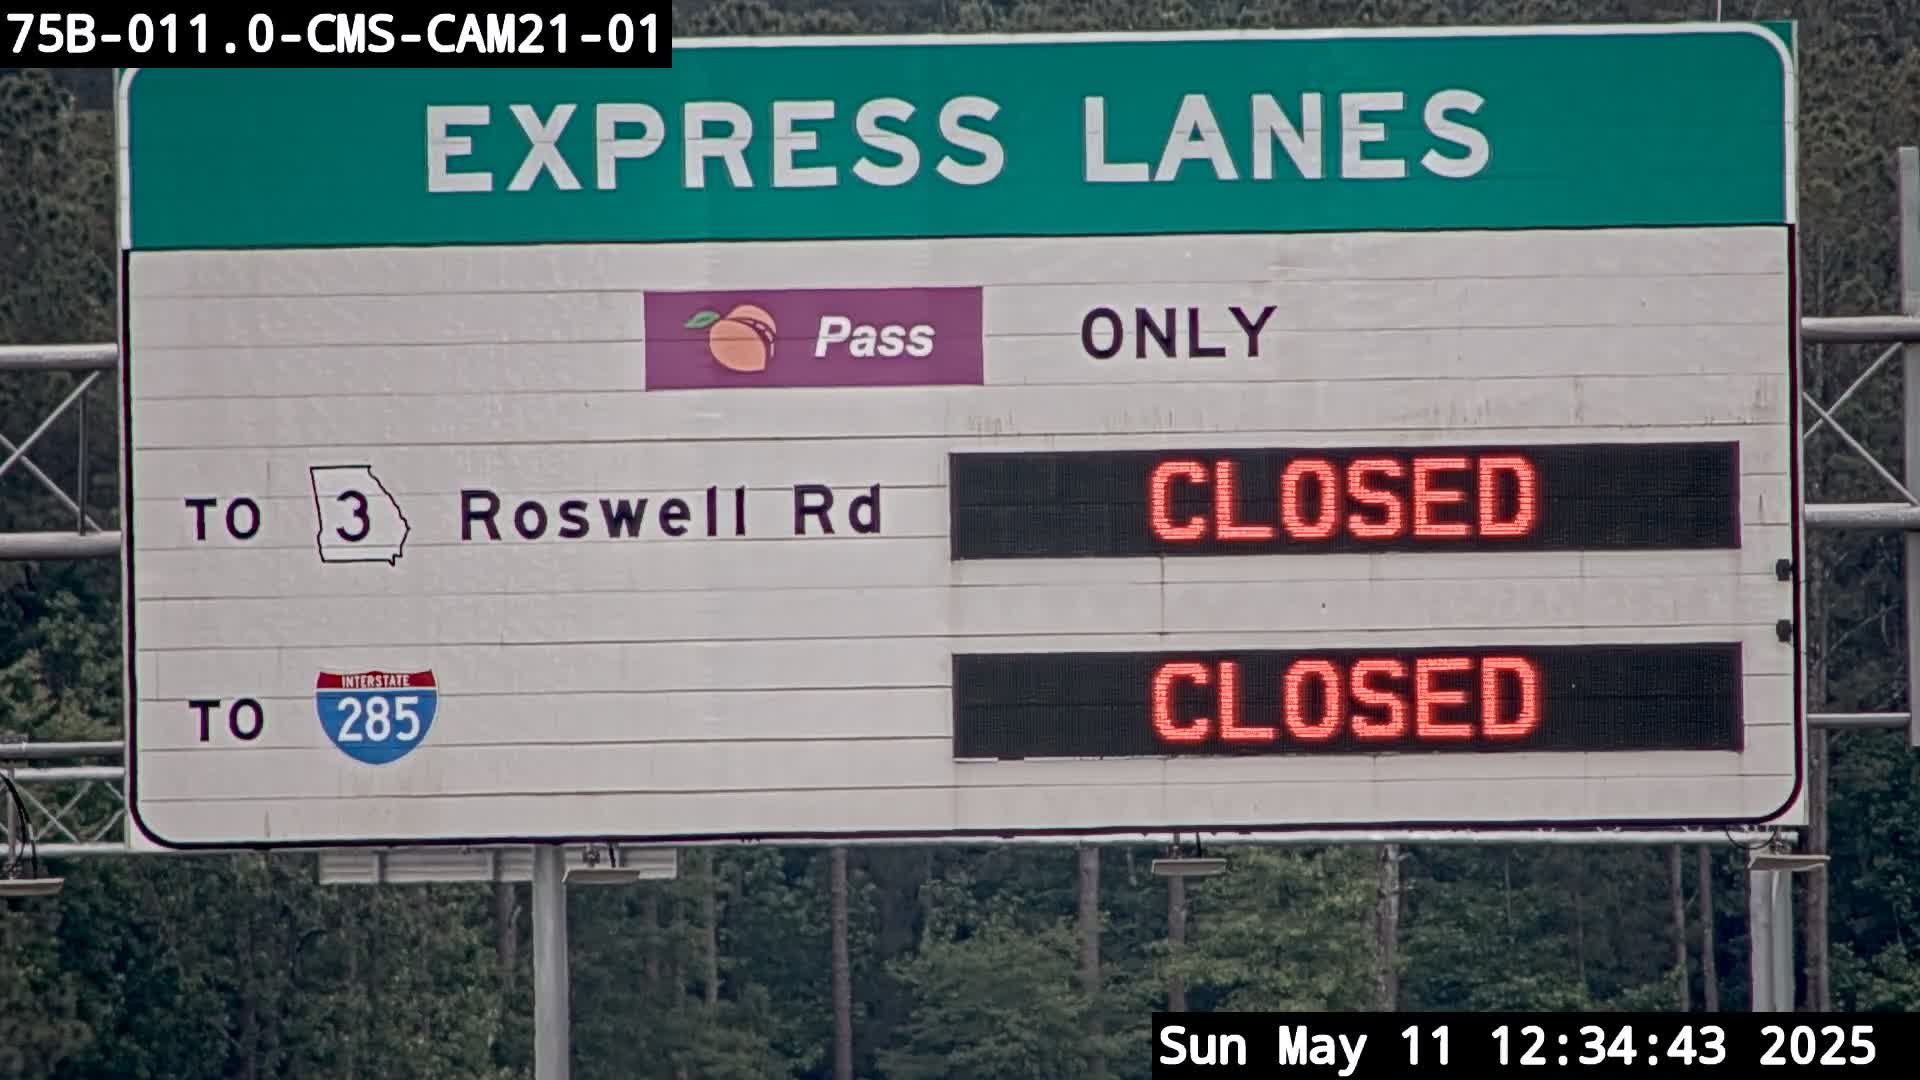 75B-011.0-CMS-CAM21-01
EXPRESS LANES
Pass ONLY
TO 3 Roswell Rd CLOSED
TO INTERSTATE 285 CLOSED
Sun May 11 12:34:43 2025